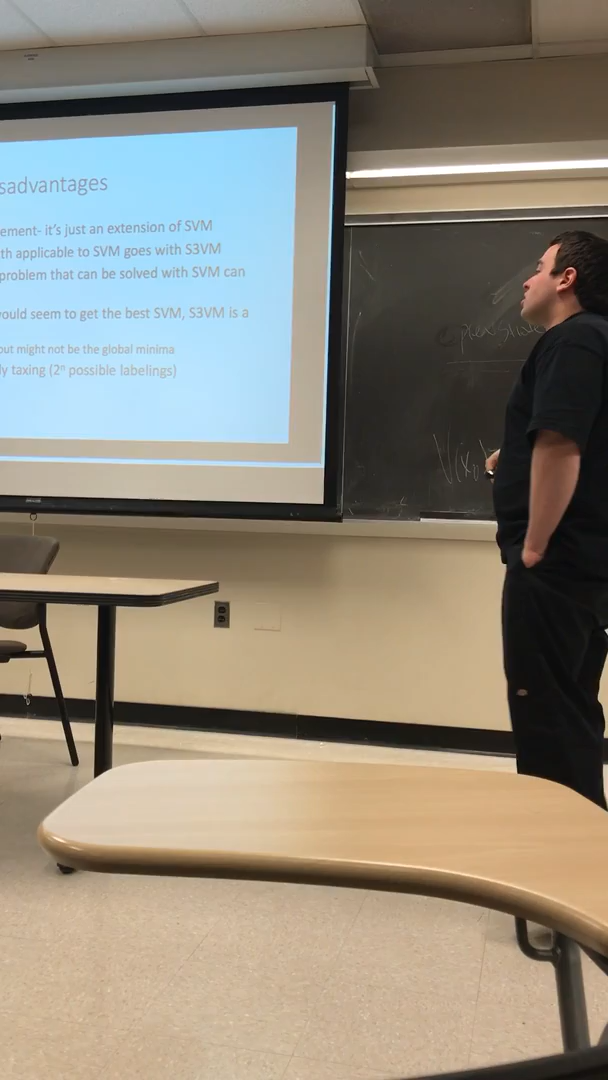 sadvantages
ement- it's just an extension of SVM
th applicable to SVM goes with S3VM
problem that can be solved with SVM can
would seem to get the best SVM, S3VM is a
but might not be the global minima
ly taxing (2ⁿ possible labelings)